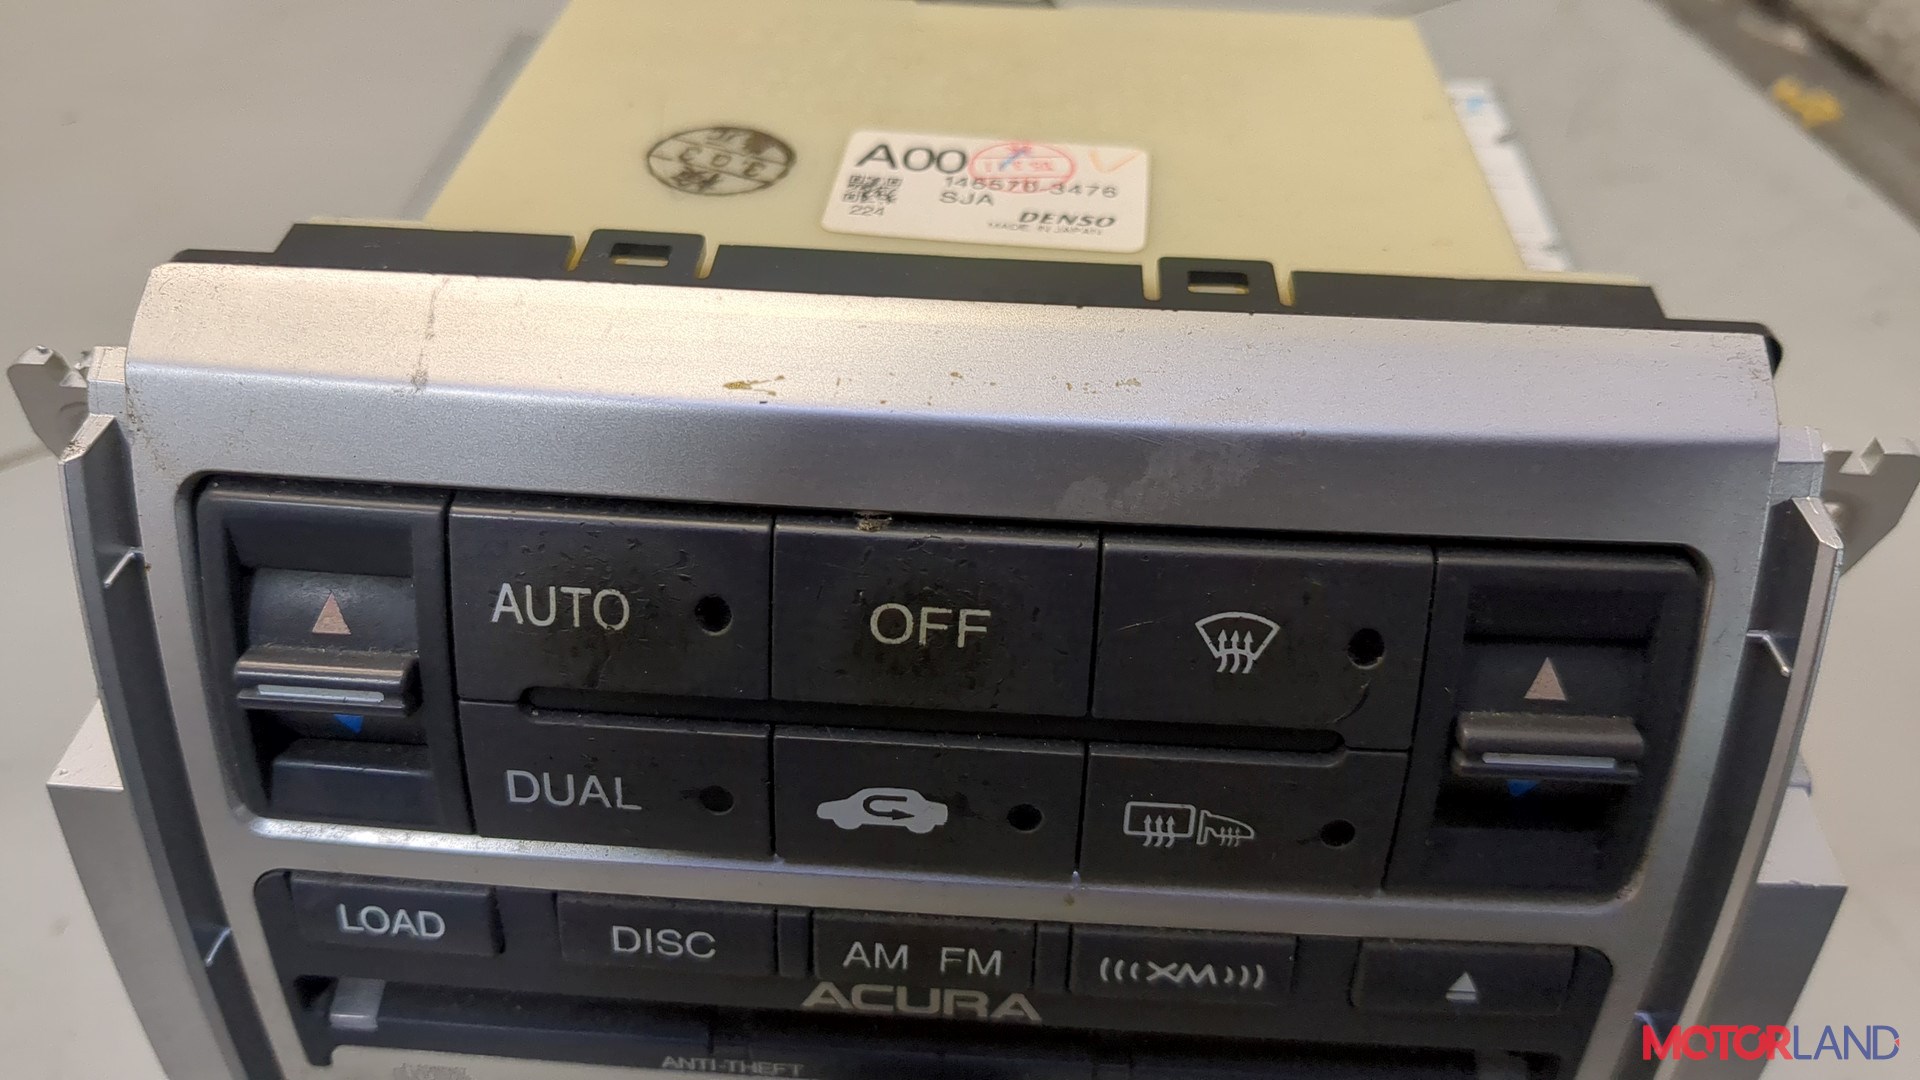 A00
146570-3476
SJA
224
DENSO
MADE IN JAPAN
AUTO
OFF
DUAL
LOAD
DISC
AM FM
(((XM)))
ACURA
ANTI-THEFT
MOTORLAND